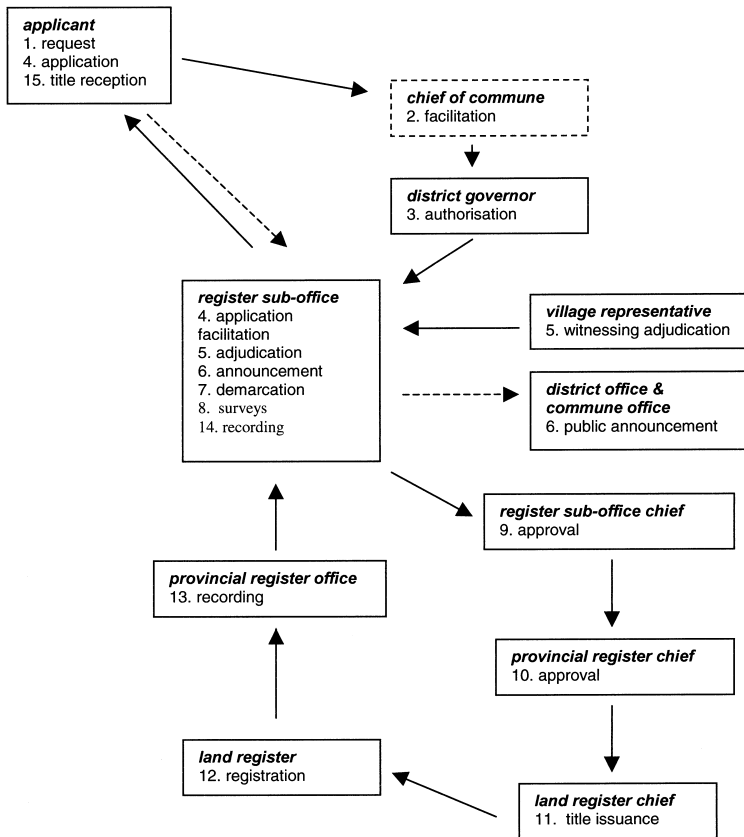 applicant
1. request
4. application
15. title reception
chief of commune
2. facilitation
district governor
3. authorisation
register sub-office
4. application
facilitation
5. adjudication
6. announcement
7. demarcation
8. surveys
14. recording
village representative
5. witnessing adjudication
district office &
commune office
6. public announcement
register sub-office chief
9. approval
provincial register office
13. recording
provincial register chief
10. approval
land register
12. registration
land register chief
11. title issuance